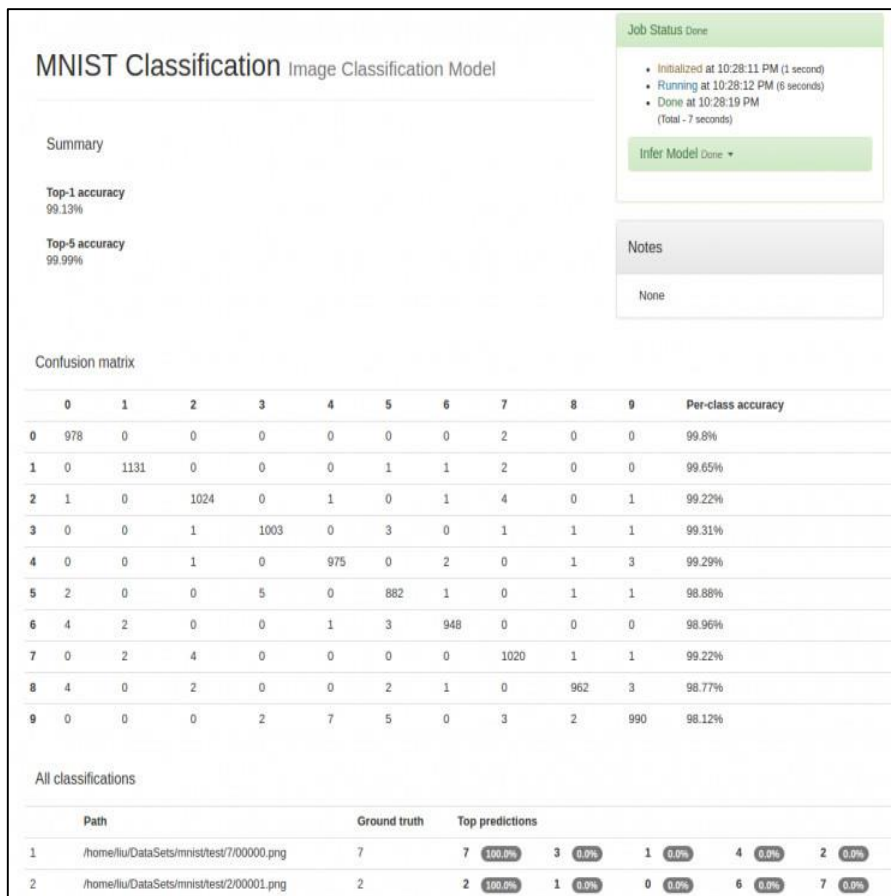 Job Status Done
MNIST Classification Image Classification Model
Initialized at 10:28:11 PM (1 second)
Running at 10:28:12 PM (6 seconds)
Done at 10:28:19 PM
(Total - 7 seconds)
Infer Model Done
Summary
Top-1 accuracy
99.13%
Top-5 accuracy
99.99%
Notes
None
Confusion matrix
0 1 2 3 4 5 6 7 8 9 Per-class accuracy
0 978 0 0 0 0 0 0 2 0 0 99.8%
1 0 1131 0 0 0 1 1 2 0 0 99.65%
2 1 0 1024 0 1 0 1 4 0 1 99.22%
3 0 0 1 1003 0 3 0 1 1 1 99.31%
4 0 0 1 0 975 0 2 0 1 3 99.29%
5 2 0 0 5 0 882 1 0 1 1 98.88%
6 4 2 0 0 1 3 948 0 0 0 98.96%
7 0 2 4 0 0 0 0 1020 1 1 99.22%
8 4 0 2 0 0 2 1 0 962 3 98.77%
9 0 0 0 2 7 5 0 3 2 990 98.12%
All classifications
Path Ground truth Top predictions
1 /home/liu/DataSets/mnist/test/7/00000.png 7 7 100.0% 3 0.0% 1 0.0% 4 0.0% 2 0.0%
2 /home/liu/DataSets/mnist/test/2/00001.png 2 2 100.0% 1 0.0% 0 0.0% 6 0.0% 7 0.0%